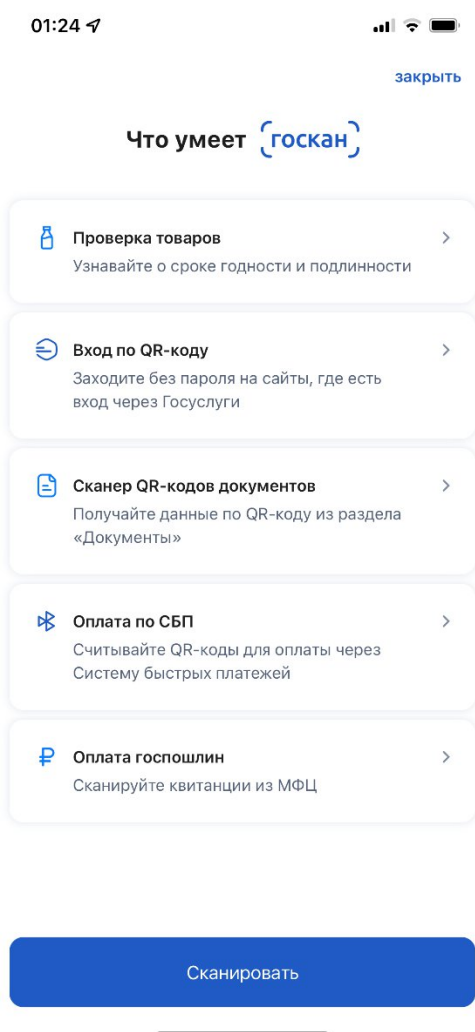 01:24
закрыть
Что умеет госкан
Проверка товаров
Узнавайте о сроке годности и подлинности
Вход по QR-коду
Заходите без пароля на сайты, где есть
вход через Госуслуги
Сканер QR-кодов документов
Получайте данные по QR-коду из раздела
«Документы»
Оплата по СБП
Считывайте QR-коды для оплаты через
Систему быстрых платежей
Оплата госпошлин
Сканируйте квитанции из МФЦ
Сканировать